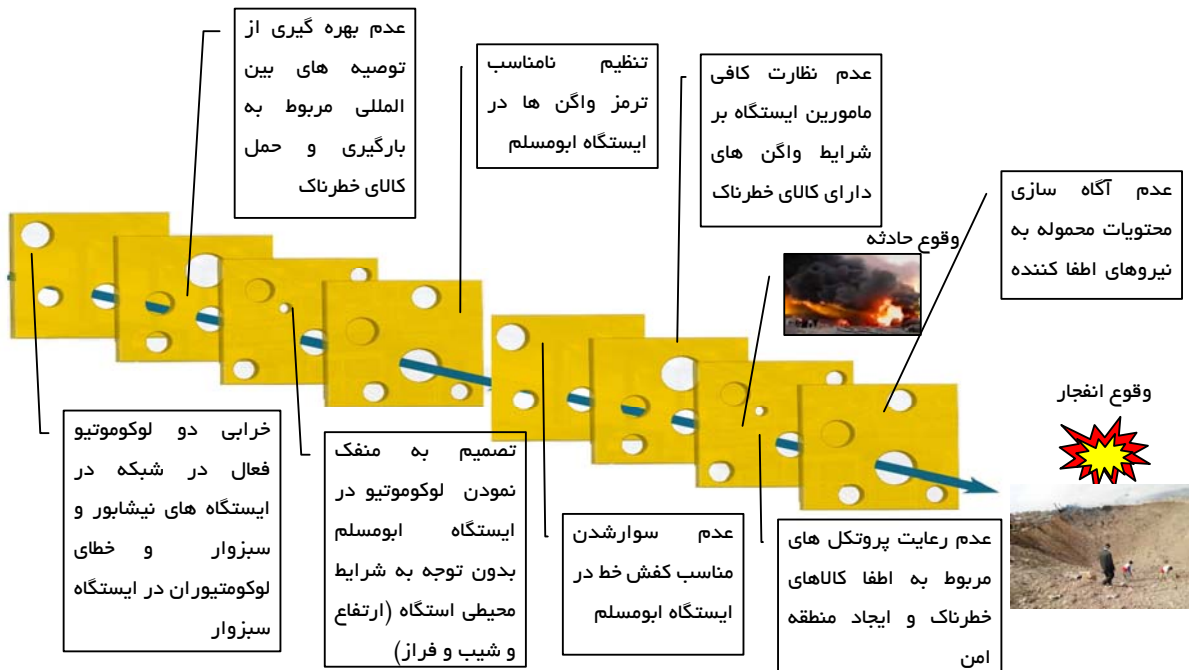 عدم بهره گیری از
توصیه های بین
المللی مربوط به
بارگیری و حمل
کالای خطرناک
تنظیم نامناسب
ترمز واگن ها در
ایستگاه ابومسلم
عدم نظارت کافی
مامورین ایستگاه بر
شرایط واگن های
دارای کالای خطرناک
وقوع حادثه
عدم آگاه سازی
محتویات محموله به
نیروهای اطفا کننده
وقوع انفجار
خرابی دو لوکوموتیو
فعال در شبکه در
ایستگاه های نیشابور و
سبزوار و خطای
لوکومتیوران در ایستگاه
سبزوار
تصمیم به منفک
نمودن لوکوموتیو در
ایستگاه ابومسلم
بدون توجه به شرایط
محیطی استگاه (ارتفاع
و شیب و فراز)
عدم سوارشدن
مناسب کفش خط در
ایستگاه ابومسلم
عدم رعایت پروتکل های
مربوط به اطفا کالاهای
خطرناک و ایجاد منطقه
امن